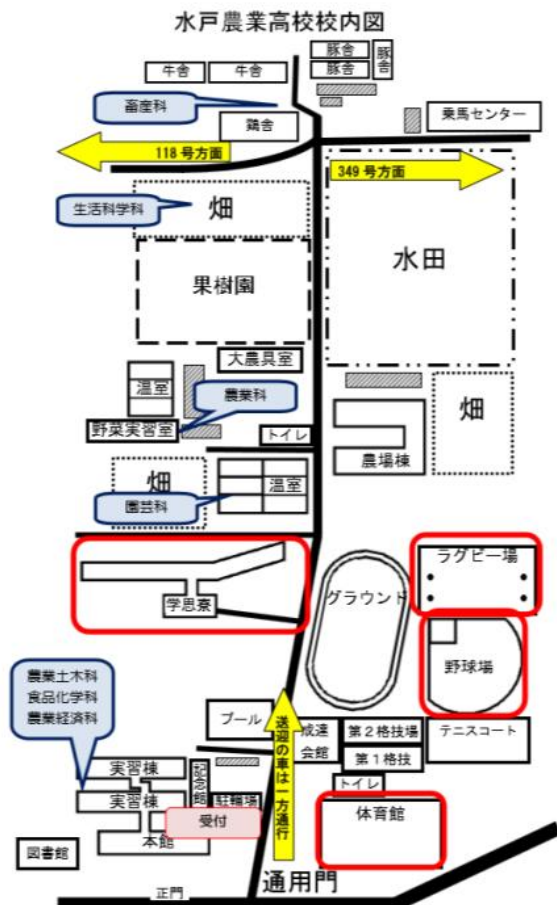 水戸農業高校校内図
牛舎
牛舎
豚舎
豚舎
豚舎
畜産科
鶏舎
乗馬センター
118 号方面
349 号方面
生活科学科
畑
水田
果樹園
大農具室
温室
農業科
野菜実習室
トイレ
農場棟
畑
畑
温室
園芸科
学思寮
グラウンド
ラグビー場
野球場
農業土木科
食品化学科
農業経済科
プール
送迎の車は一方通行
成達
会館
第2格技場
第1格技
テニスコート
トイレ
実習棟
実習棟
記念館
駐輪場
受付
本館
図書館
体育館
正門
通用門